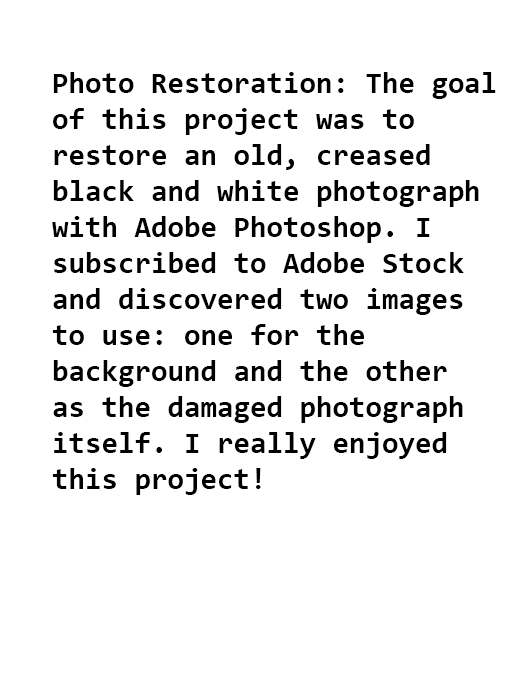 Photo Restoration: The goal
of this project was to
restore an old, creased
black and white photograph
with Adobe Photoshop. I
subscribed to Adobe Stock
and discovered two images
to use: one for the
background and the other
as the damaged photograph
itself. I really enjoyed
this project!